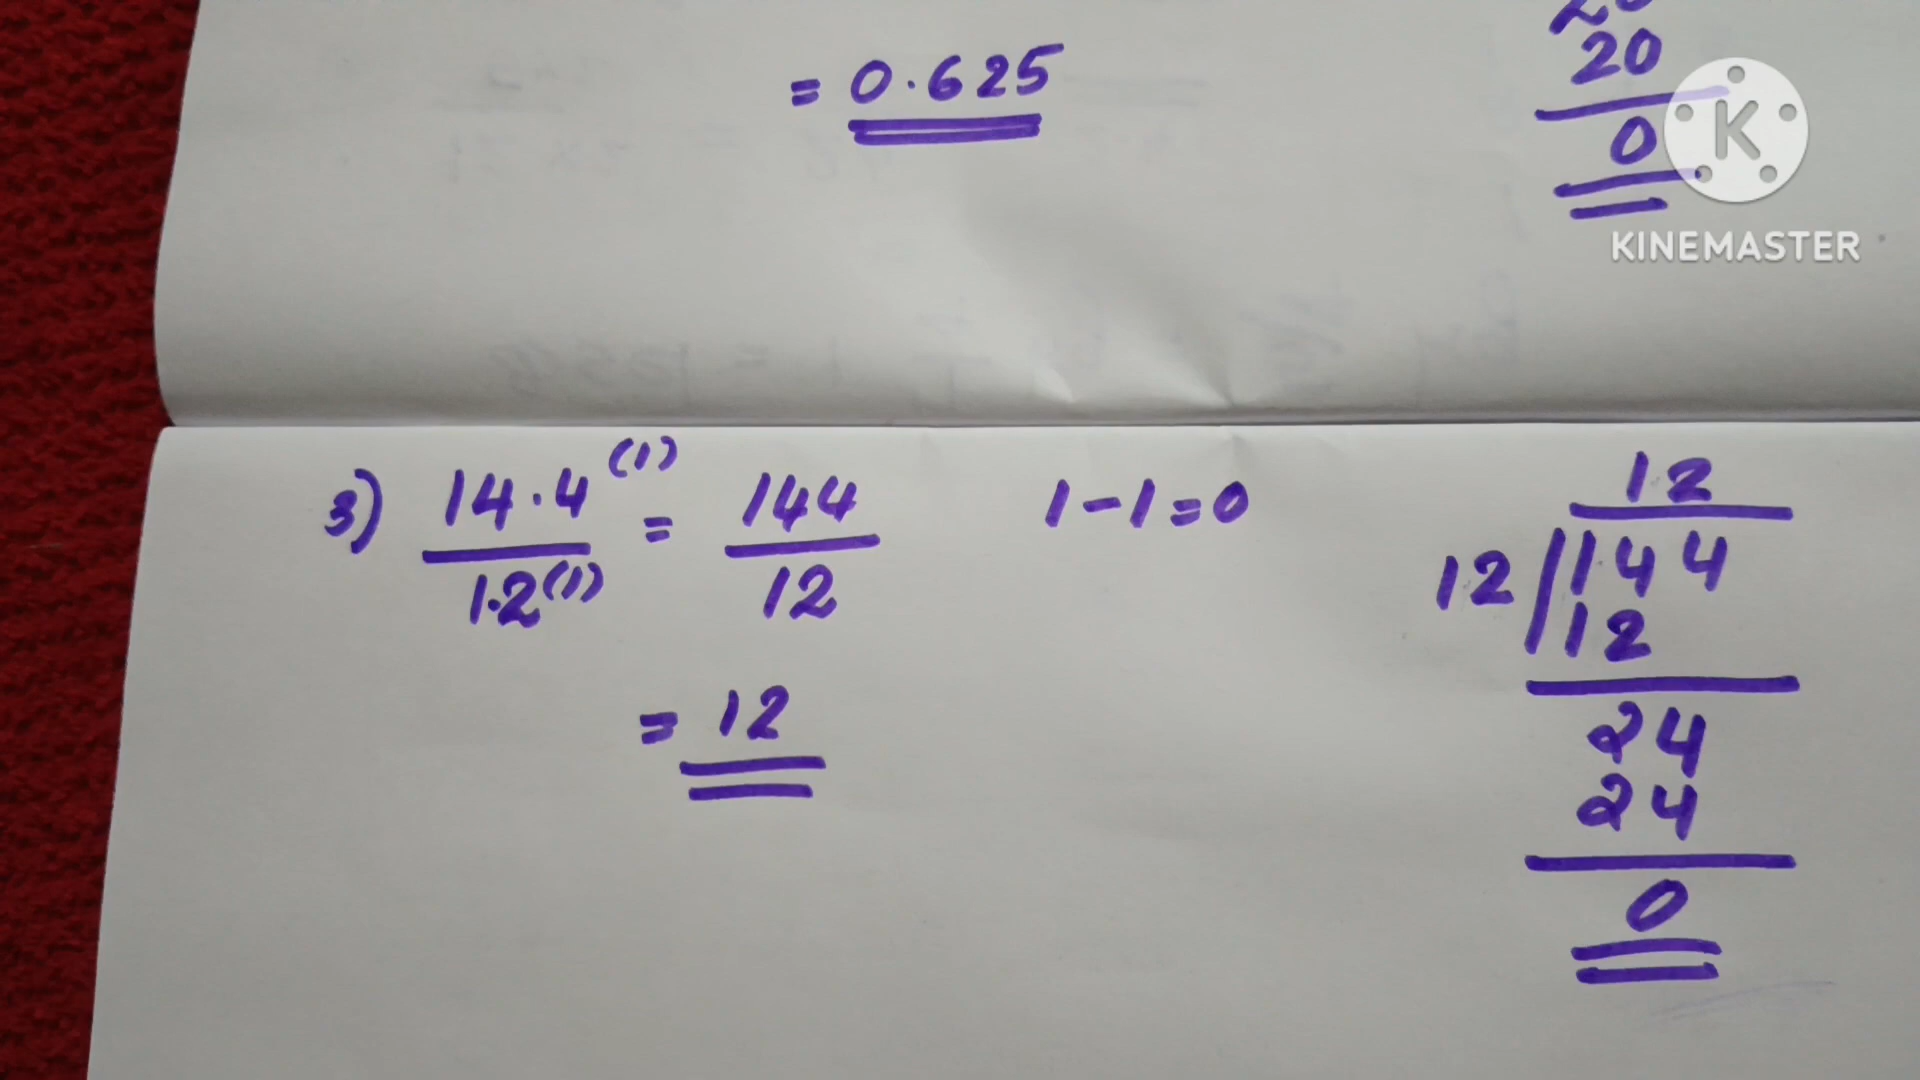 = 0.625
20
0
K
KINEMASTER
3) 14.4 (1) / 1.2 (1) = 144 / 12
1 - 1 = 0
= 12
12
12 | 144
12
24
24
0